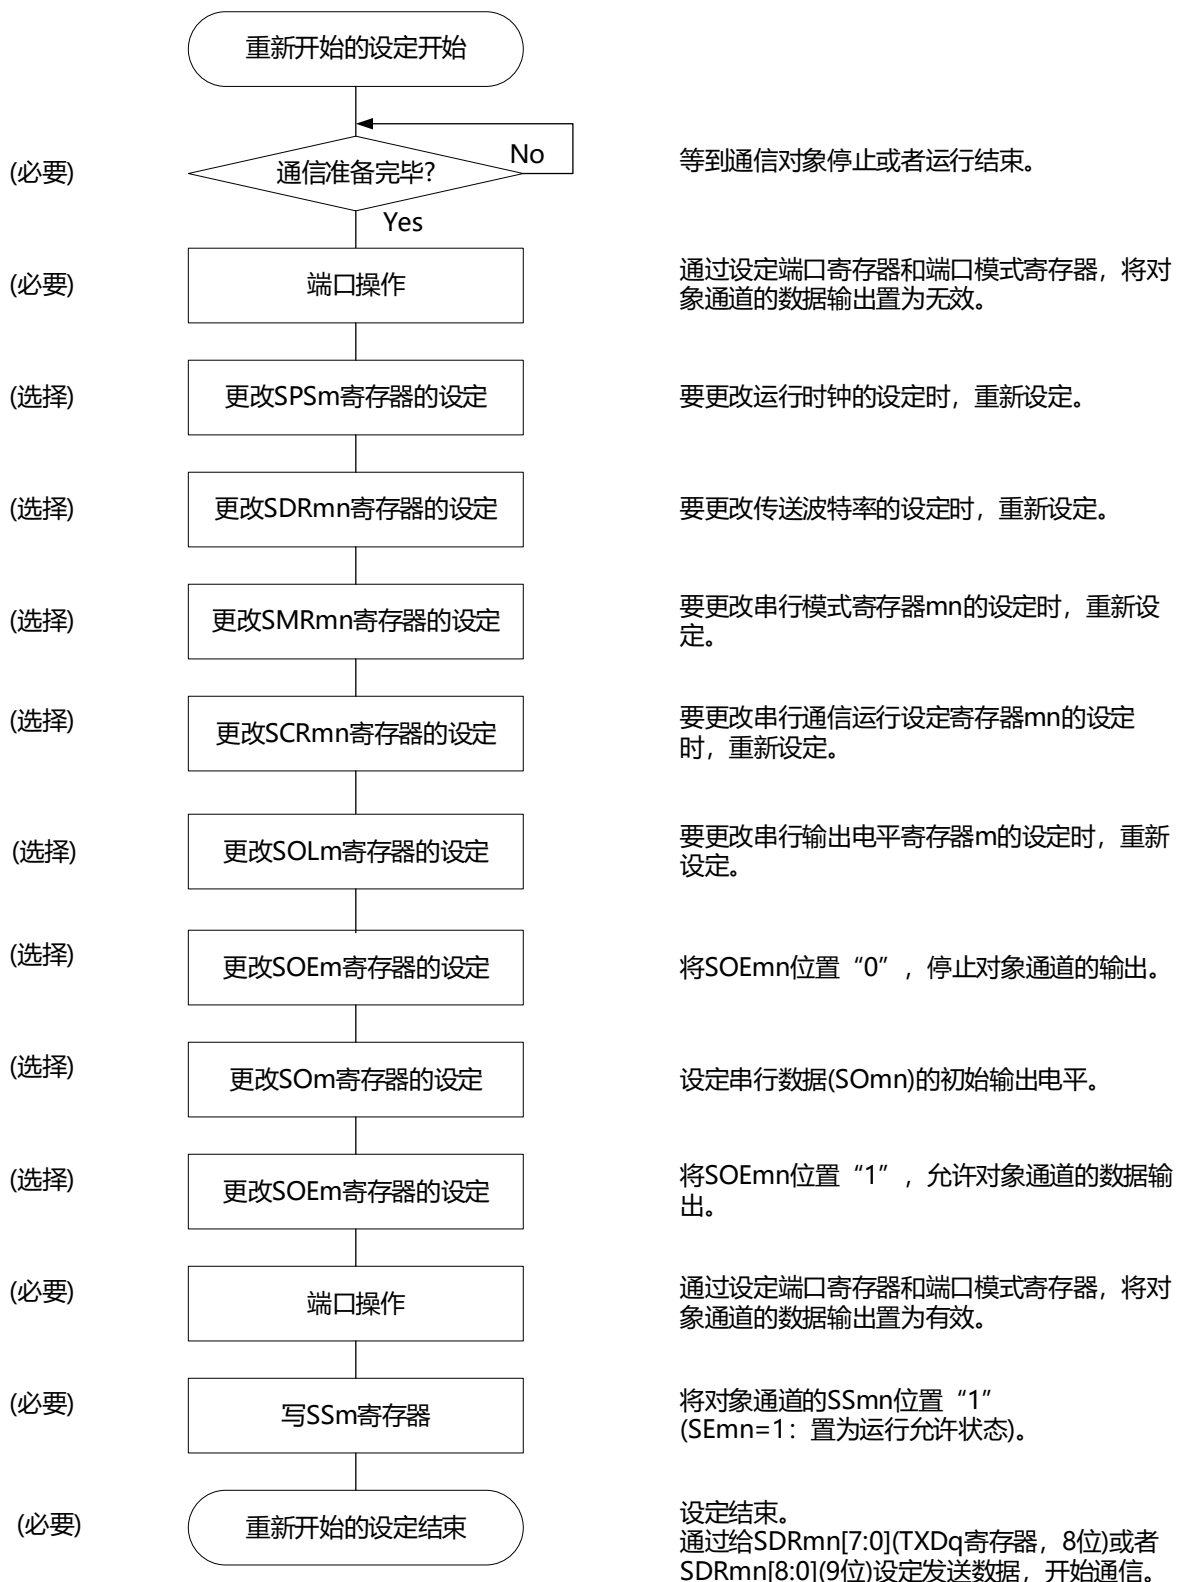 重新开始的设定开始
(必要)
通信准备完毕?
No
等到通信对象停止或者运行结束。
Yes
(必要)
端口操作
通过设定端口寄存器和端口模式寄存器，将对
象通道的数据输出置为无效。
(选择)
更改SPSm寄存器的设定
要更改运行时钟的设定时，重新设定。
(选择)
更改SDRmn寄存器的设定
要更改传送波特率的设定时，重新设定。
(选择)
更改SMRmn寄存器的设定
要更改串行模式寄存器mn的设定时，重新设
定。
(选择)
更改SCRmn寄存器的设定
要更改串行通信运行设定寄存器mn的设定
时，重新设定。
(选择)
更改SOLm寄存器的设定
要更改串行输出电平寄存器m的设定时，重新
设定。
(选择)
更改SOEm寄存器的设定
将SOEmn位置“0”，停止对象通道的输出。
(选择)
更改SOm寄存器的设定
设定串行数据(SOmn)的初始输出电平。
(选择)
更改SOEm寄存器的设定
将SOEmn位置“1”，允许对象通道的数据输
出。
(必要)
端口操作
通过设定端口寄存器和端口模式寄存器，将对
象通道的数据输出置为有效。
(必要)
写SSm寄存器
将对象通道的SSmn位置“1”
(SEmn=1：置为运行允许状态)。
(必要)
重新开始的设定结束
设定结束。
通过给SDRmn[7:0](TXDq寄存器，8位)或者
SDRmn[8:0](9位)设定发送数据，开始通信。